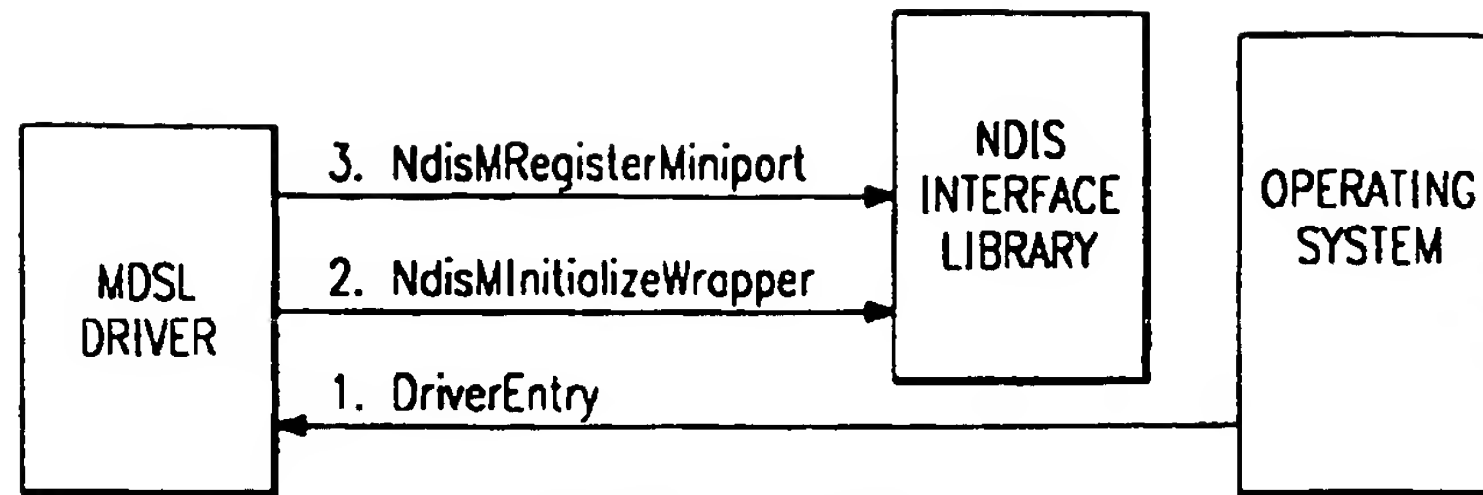 MDSL
DRIVER
3. NdisMRegisterMiniport
2. NdisMInitializeWrapper
1. DriverEntry
NDIS
INTERFACE
LIBRARY
OPERATING
SYSTEM